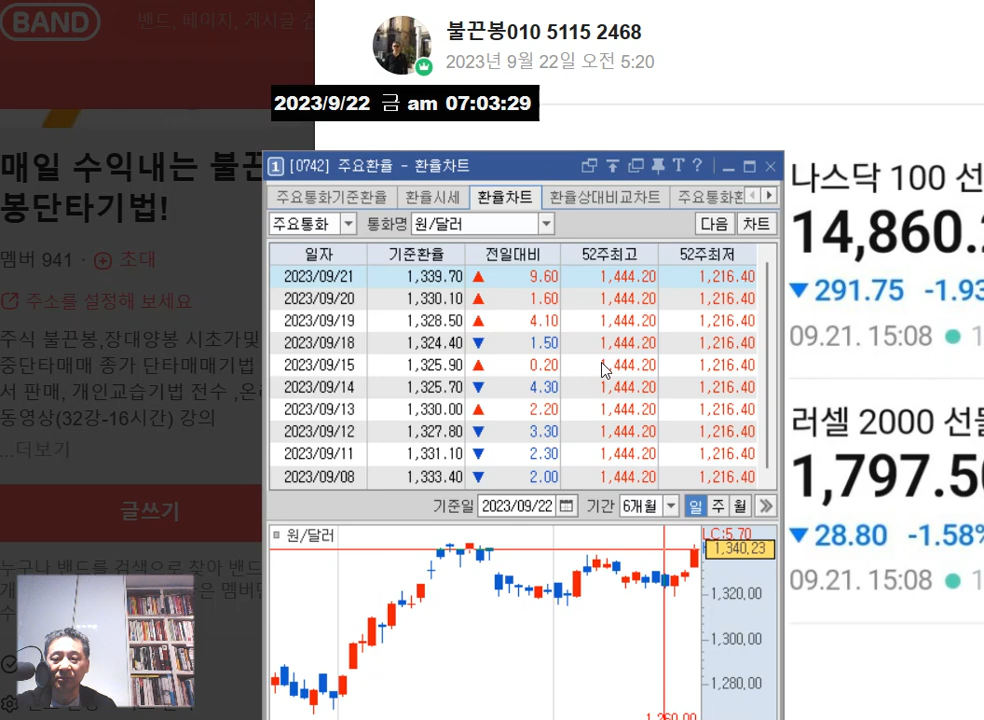 BAND
밴드, 페이지, 게시글 검
불끈봉010 5115 2468
2023년 9월 22일 오전 5:20
2023/9/22 금 am 07:03:29
매일 수익내는 불끈
봉단타기법!
멤버 941 · 초대
주소를 설정해 보세요
주식 불끈봉,장대양봉 시초가및
중단타매매 종가 단타매매기법
서 판매, 개인교습기법 전수 ,온
동영상(32강-16시간) 강의
...더보기
글쓰기
누구나 밴드를 검색으로 찾아 밴드
1 [0742] 주요환율 - 환율차트
주요통화기준환율 환율시세 환율차트 환율상대비교차트 주요통화환
주요통화 통화명 원/달러 다음 차트
일자 기준환율 전일대비 52주최고 52주최저
2023/09/21 1,339.70 ▲ 9.60 1,444.20 1,216.40
2023/09/20 1,330.10 ▲ 1.60 1,444.20 1,216.40
2023/09/19 1,328.50 ▲ 4.10 1,444.20 1,216.40
2023/09/18 1,324.40 ▼ 1.50 1,444.20 1,216.40
2023/09/15 1,325.90 ▲ 0.20 1,444.20 1,216.40
2023/09/14 1,325.70 ▼ 4.30 1,444.20 1,216.40
2023/09/13 1,330.00 ▲ 2.20 1,444.20 1,216.40
2023/09/12 1,327.80 ▼ 3.30 1,444.20 1,216.40
2023/09/11 1,331.10 ▼ 2.30 1,444.20 1,216.40
2023/09/08 1,333.40 ▼ 2.00 1,444.20 1,216.40
기준일 2023/09/22 기간 6개월 일 주 월
원/달러
LC:5.70
1,340.23
1,320.00
1,300.00
1,280.00
1,260.00
나스닥 100 선
14,860.
▼ 291.75 -1.93
09.21. 15:08
러셀 2000 선물
1,797.50
▼ 28.80 -1.58%
09.21. 15:08